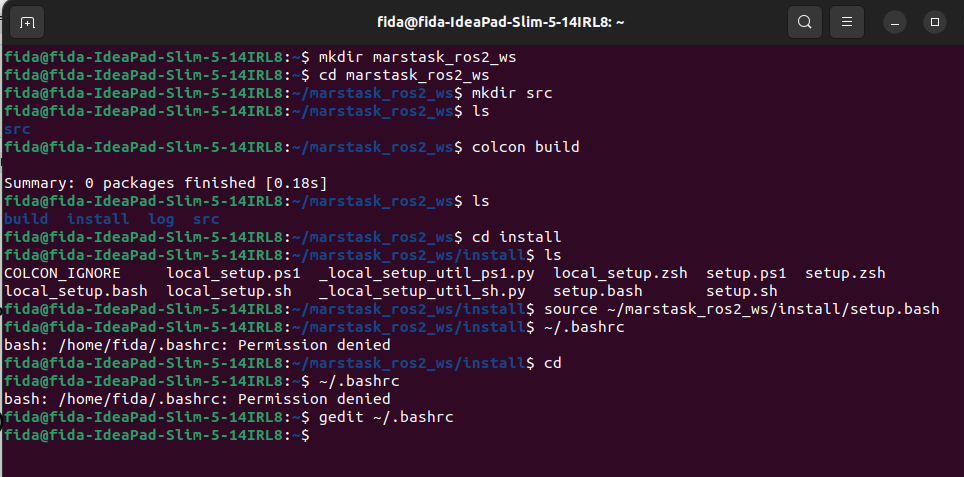 fida@fida-IdeaPad-Slim-5-14IRL8: ~
fida@fida-IdeaPad-Slim-5-14IRL8:~$ mkdir marstask_ros2_ws
fida@fida-IdeaPad-Slim-5-14IRL8:~$ cd marstask_ros2_ws
fida@fida-IdeaPad-Slim-5-14IRL8:~/marstask_ros2_ws$ mkdir src
fida@fida-IdeaPad-Slim-5-14IRL8:~/marstask_ros2_ws$ ls
src
fida@fida-IdeaPad-Slim-5-14IRL8:~/marstask_ros2_ws$ colcon build

Summary: 0 packages finished [0.18s]
fida@fida-IdeaPad-Slim-5-14IRL8:~/marstask_ros2_ws$ ls
build  install  log  src
fida@fida-IdeaPad-Slim-5-14IRL8:~/marstask_ros2_ws$ cd install
fida@fida-IdeaPad-Slim-5-14IRL8:~/marstask_ros2_ws/install$ ls
COLCON_IGNORE     local_setup.ps1  _local_setup_util_ps1.py  local_setup.zsh  setup.ps1  setup.zsh
local_setup.bash  local_setup.sh   _local_setup_util_sh.py   setup.bash       setup.sh
fida@fida-IdeaPad-Slim-5-14IRL8:~/marstask_ros2_ws/install$ source ~/marstask_ros2_ws/install/setup.bash
fida@fida-IdeaPad-Slim-5-14IRL8:~/marstask_ros2_ws/install$ ~/.bashrc
bash: /home/fida/.bashrc: Permission denied
fida@fida-IdeaPad-Slim-5-14IRL8:~/marstask_ros2_ws/install$ cd
fida@fida-IdeaPad-Slim-5-14IRL8:~$ ~/.bashrc
bash: /home/fida/.bashrc: Permission denied
fida@fida-IdeaPad-Slim-5-14IRL8:~$ gedit ~/.bashrc
fida@fida-IdeaPad-Slim-5-14IRL8:~$